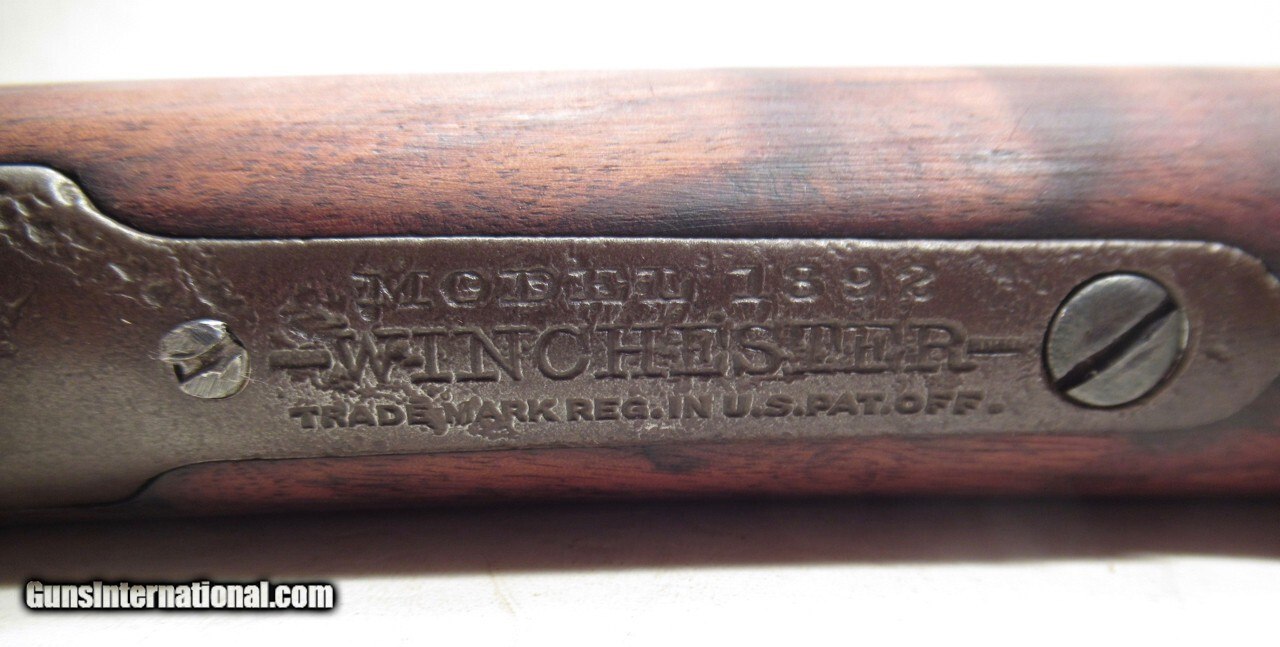 MODEL 1892
-WINCHESTER-
TRADE MARK REG. IN U.S. PAT. OFF.
GunsInternational.com